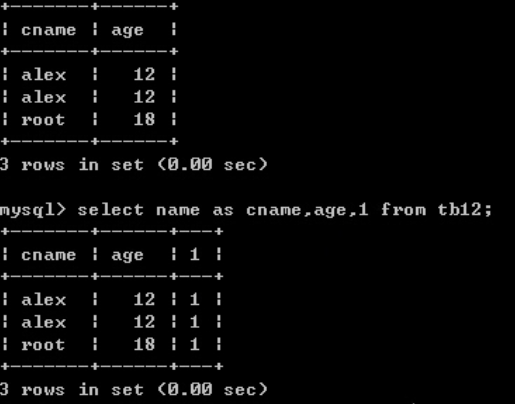 +-------+------+
| cname | age  |
+-------+------+
| alex  |   12 |
| alex  |   12 |
| root  |   18 |
+-------+------+
3 rows in set (0.00 sec)
mysql> select name as cname,age,1 from tb12;
+-------+------+---+
| cname | age  | 1 |
+-------+------+---+
| alex  |   12 | 1 |
| alex  |   12 | 1 |
| root  |   18 | 1 |
+-------+------+---+
3 rows in set (0.00 sec)